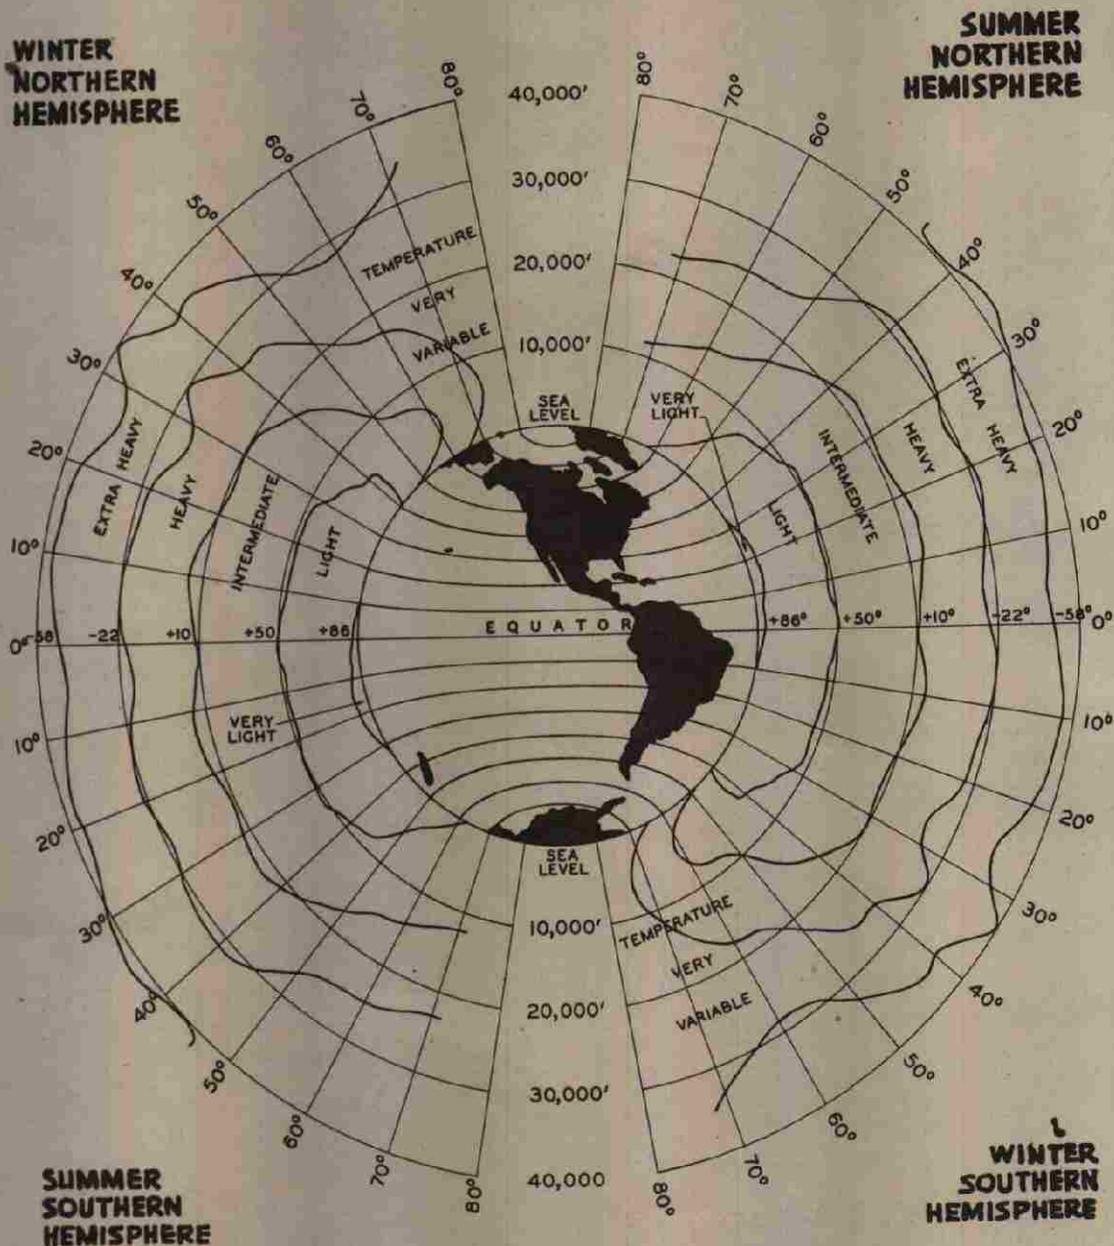 WINTER
NORTHERN
HEMISPHERE
SUMMER
NORTHERN
HEMISPHERE
80°
40,000'
80°
70°
70°
60°
60°
50°
50°
30,000'
40°
40°
TEMPERATURE
20,000'
VERY
VARIABLE
10,000'
30°
30°
SEA
LEVEL
VERY
LIGHT
20°
20°
EXTRA HEAVY
HEAVY
INTERMEDIATE
LIGHT
LIGHT
INTERMEDIATE
HEAVY
EXTRA HEAVY
10°
10°
0°
-58
-22
+10
+50
+86
EQUATOR
+86°
+50°
+10°
-22°
-58°
0°
VERY
LIGHT
10°
10°
20°
20°
SEA
LEVEL
30°
30°
10,000'
TEMPERATURE
VERY
VARIABLE
40°
40°
20,000'
50°
50°
30,000'
60°
60°
70°
70°
80°
40,000
80°
SUMMER
SOUTHERN
HEMISPHERE
WINTER
SOUTHERN
HEMISPHERE